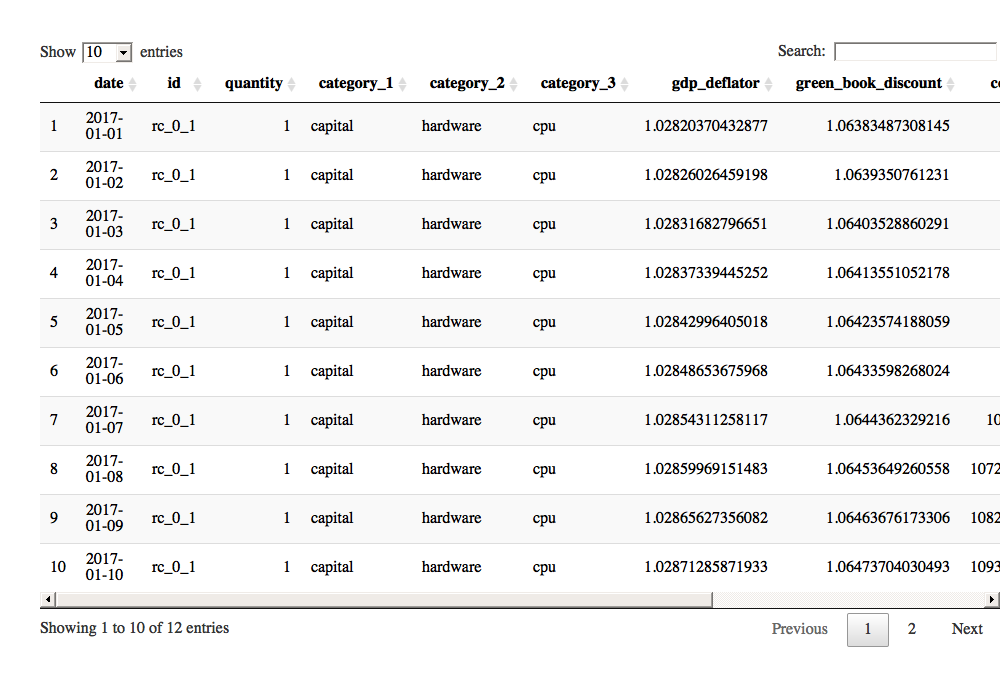 Show 10 entries Search:
date id quantity category_1 category_2 category_3 gdp_deflator green_book_discount co
1 2017-01-01 rc_0_1 1 capital hardware cpu 1.02820370432877 1.06383487308145
2 2017-01-02 rc_0_1 1 capital hardware cpu 1.02826026459198 1.0639350761231
3 2017-01-03 rc_0_1 1 capital hardware cpu 1.02831682796651 1.06403528860291
4 2017-01-04 rc_0_1 1 capital hardware cpu 1.02837339445252 1.06413551052178
5 2017-01-05 rc_0_1 1 capital hardware cpu 1.02842996405018 1.06423574188059
6 2017-01-06 rc_0_1 1 capital hardware cpu 1.02848653675968 1.06433598268024
7 2017-01-07 rc_0_1 1 capital hardware cpu 1.02854311258117 1.0644362329216 10
8 2017-01-08 rc_0_1 1 capital hardware cpu 1.02859969151483 1.06453649260558 1072
9 2017-01-09 rc_0_1 1 capital hardware cpu 1.02865627356082 1.06463676173306 1082
10 2017-01-10 rc_0_1 1 capital hardware cpu 1.02871285871933 1.06473704030493 1093
Showing 1 to 10 of 12 entries Previous 1 2 Next